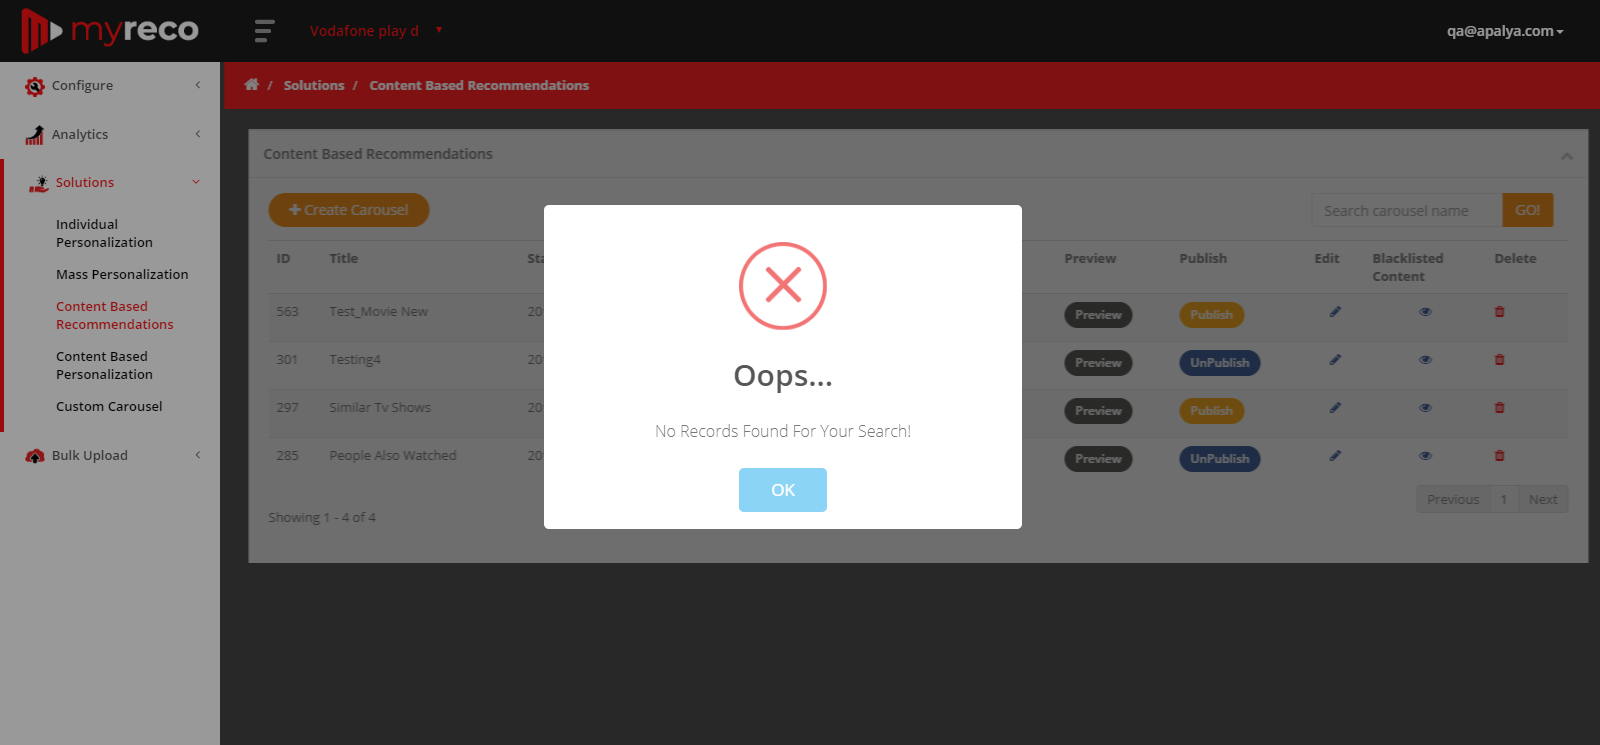 myreco
Vodafone play d
qa@apalya.com
Configure
Analytics
Solutions
Individual
Personalization
Mass Personalization
Content Based
Recommendations
Content Based
Personalization
Custom Carousel
Bulk Upload
/ Solutions / Content Based Recommendations
Content Based Recommendations
Create Carousel
Search carousel name
GO!
ID Title Sta Preview Publish Edit Blacklisted
Content Delete
563 Test_Movie New 20 Preview Publish
301 Testing4 20 Preview UnPublish
297 Similar Tv Shows 20 Preview Publish
285 People Also Watched 20 Preview UnPublish
Showing 1 - 4 of 4
Previous 1 Next
Oops...
No Records Found For Your Search!
OK